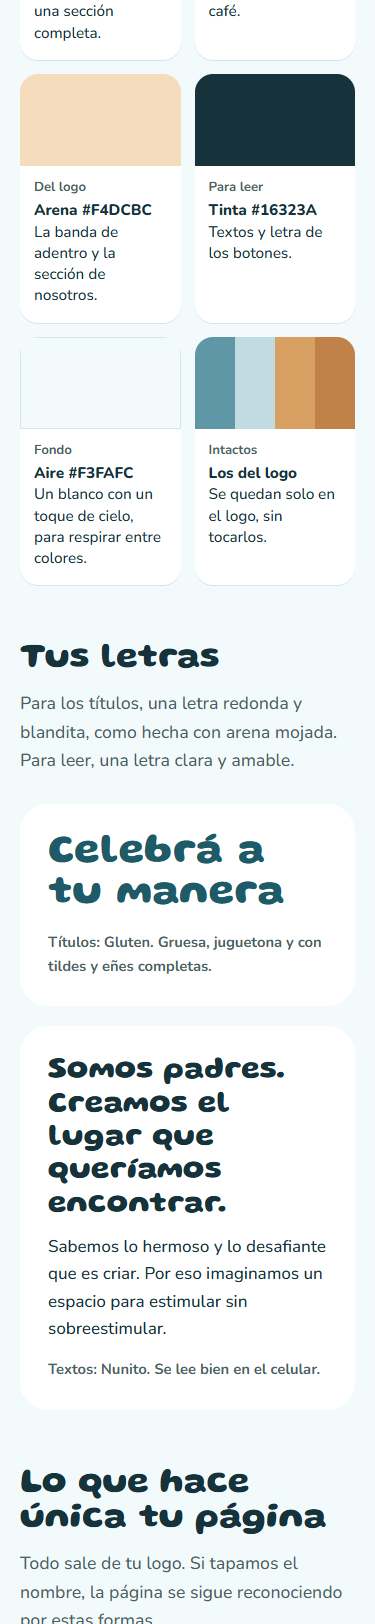 una sección
completa.
café.
Del logo
Arena #F4DCBC
La banda de
adentro y la
sección de
nosotros.
Para leer
Tinta #16323A
Textos y letra de
los botones.
Fondo
Aire #F3FAFC
Un blanco con un
toque de cielo,
para respirar entre
colores.
Intactos
Los del logo
Se quedan solo en
el logo, sin
tocarlos.
Tus letras
Para los títulos, una letra redonda y
blandita, como hecha con arena mojada.
Para leer, una letra clara y amable.
Celebrá a
tu manera
Títulos: Gluten. Gruesa, juguetona y con
tildes y eñes completas.
Somos padres.
Creamos el
lugar que
queríamos
encontrar.
Sabemos lo hermoso y lo desafiante
que es criar. Por eso imaginamos un
espacio para estimular sin
sobreestimular.
Textos: Nunito. Se lee bien en el celular.
Lo que hace
única tu página
Todo sale de tu logo. Si tapamos el
nombre, la página se sigue reconociendo
por estas formas.